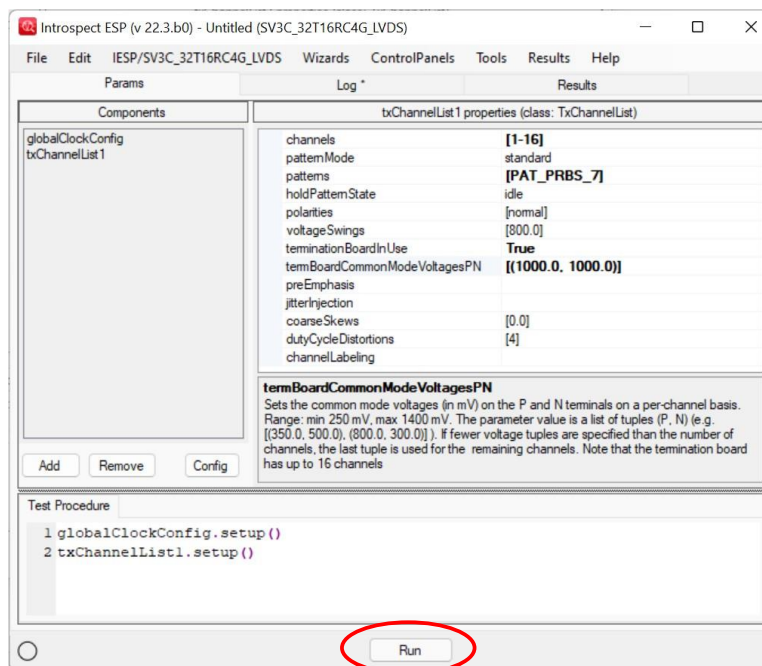 Introspect ESP (v 22.3.b0) - Untitled (SV3C_32T16RC4G_LVDS)
File Edit IESP/SV3C_32T16RC4G_LVDS Wizards ControlPanels Tools Results Help
Params Log * Results
Components
txChannelList1 properties (class: TxChannelList)
globalClockConfig
txChannelList1
channels [1-16]
patternMode standard
patterns [PAT_PRBS_7]
holdPatternState idle
polarities [normal]
voltageSwings [800.0]
terminationBoardInUse True
termBoardCommonModeVoltagesPN [(1000.0, 1000.0)]
preEmphasis
jitterInjection
coarseSkews [0.0]
dutyCycleDistortions [4]
channelLabeling
termBoardCommonModeVoltagesPN
Sets the common mode voltages (in mV) on the P and N terminals on a per-channel basis.
Range: min 250 mV, max 1400 mV. The parameter value is a list of tuples (P, N) (e.g.
[(350.0, 500.0), (800.0, 300.0)] ). If fewer voltage tuples are specified than the number of
channels, the last tuple is used for the remaining channels. Note that the termination board
has up to 16 channels
Add Remove Config
Test Procedure
1 globalClockConfig.setup()
2 txChannelList1.setup()
Run